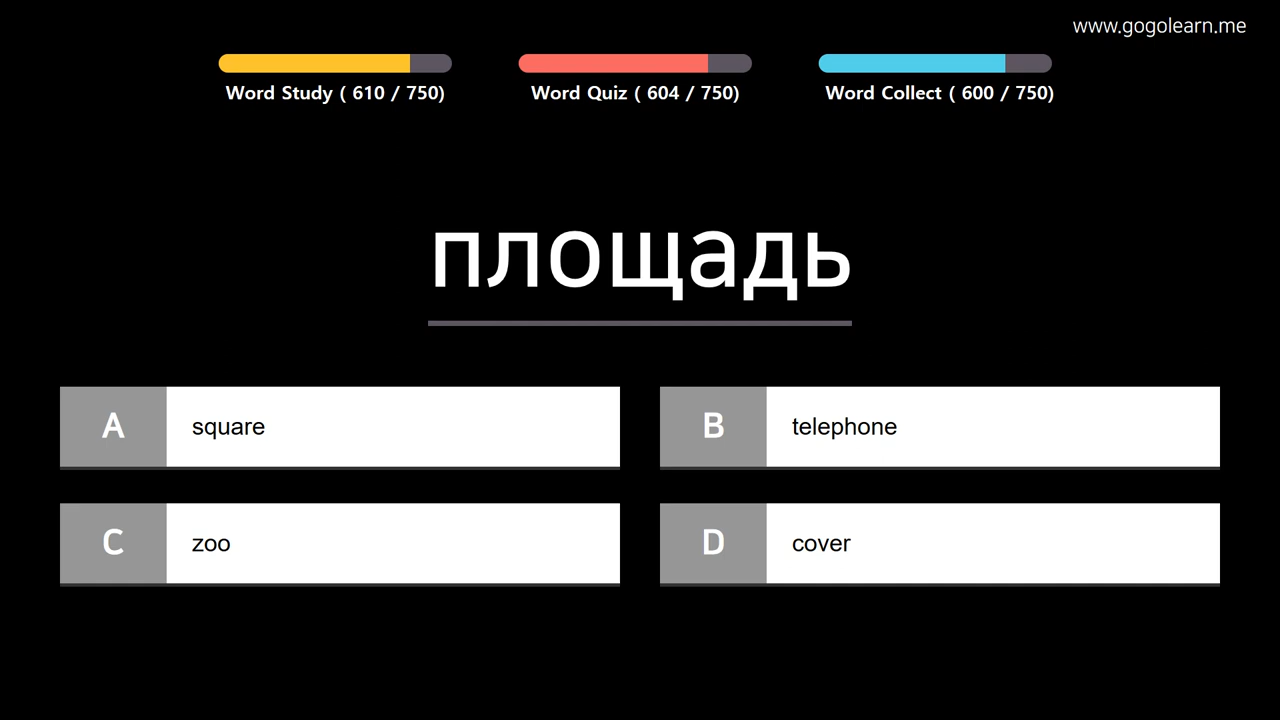 www.gogolearn.me
Word Study ( 610 / 750)
Word Quiz ( 604 / 750)
Word Collect ( 600 / 750)
площадь
A square
B telephone
C zoo
D cover